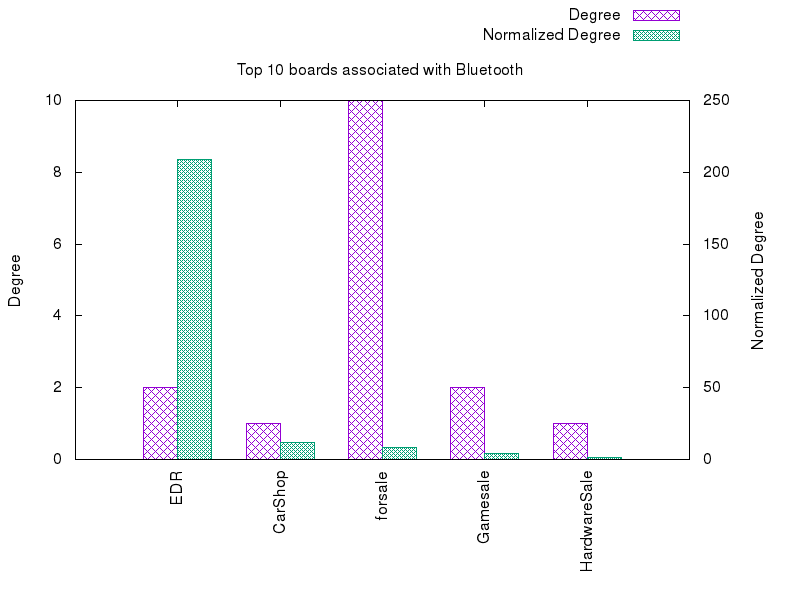 Degree
Normalized Degree
Top 10 boards associated with Bluetooth
10 250
8 200
6 150
4 100
2 50
0 0
Degree
Normalized Degree
EDR
CarShop
forsale
Gamesale
HardwareSale